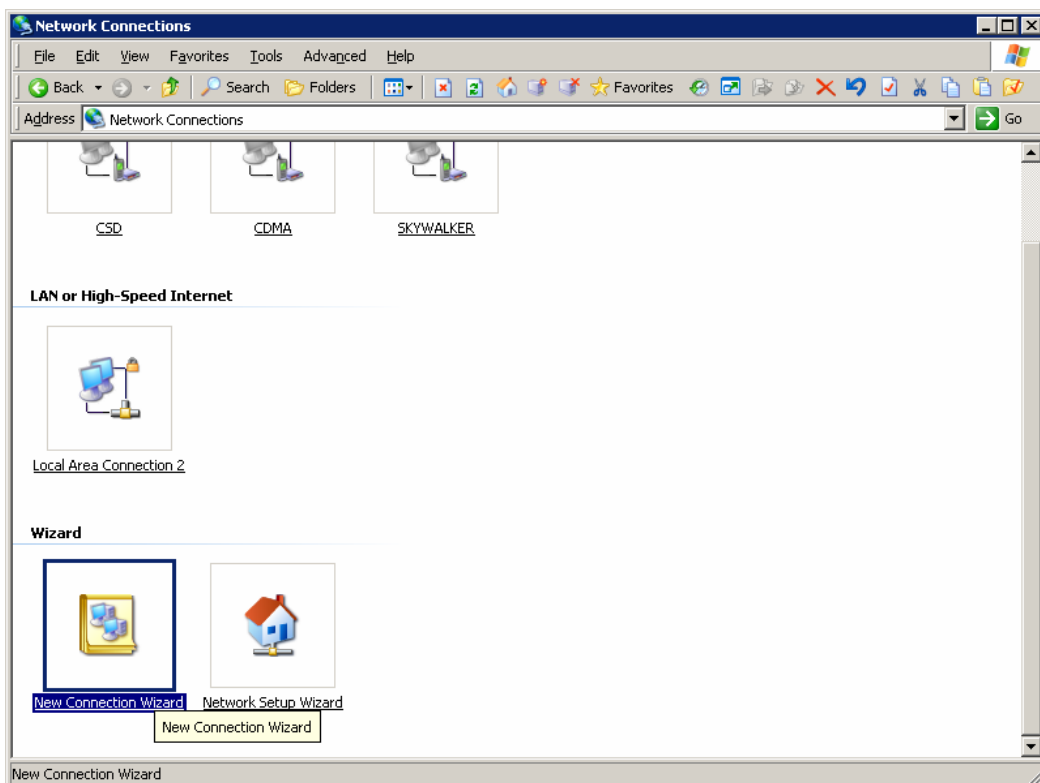 Network Connections
File Edit View Favorites Tools Advanced Help
Back Search Folders Favorites
Address Network Connections Go
CSD CDMA SKYWALKER
LAN or High-Speed Internet
Local Area Connection 2
Wizard
New Connection Wizard Network Setup Wizard
New Connection Wizard
New Connection Wizard